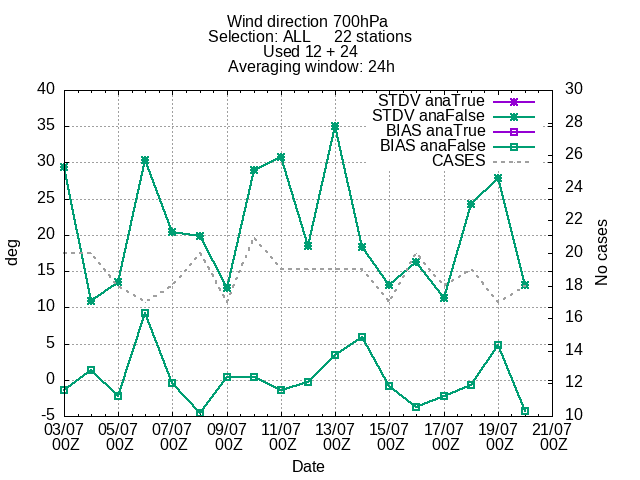 Wind direction 700hPa
Selection: ALL 22 stations
Used 12 + 24
Averaging window: 24h
STDV anaTrue
STDV anaFalse
BIAS anaTrue
BIAS anaFalse
CASES
40
35
30
25
20
15
10
5
0
-5
deg
30
28
26
24
22
20
18
16
14
12
10
No cases
03/07 05/07 07/07 09/07 11/07 13/07 15/07 17/07 19/07 21/07
00Z 00Z 00Z 00Z 00Z 00Z 00Z 00Z 00Z 00Z
Date